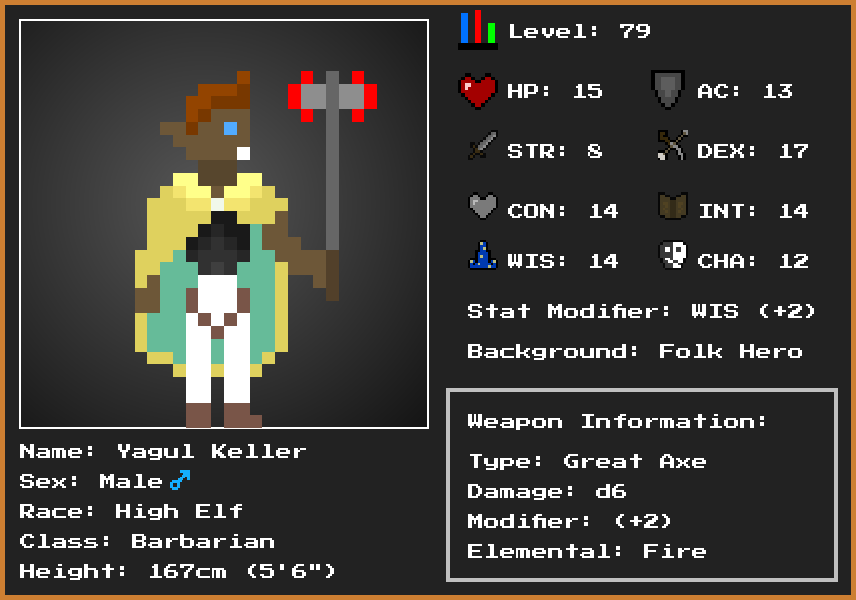 Level: 79
HP: 15
AC: 13
STR: 8
DEX: 17
CON: 14
INT: 14
WIS: 14
CHA: 12
Stat Modifier: WIS (+2)
Background: Folk Hero
Weapon Information:
Type: Great Axe
Damage: d6
Modifier: (+2)
Elemental: Fire
Name: Yagul Keller
Sex: Male♂
Race: High Elf
Class: Barbarian
Height: 167cm (5'6")